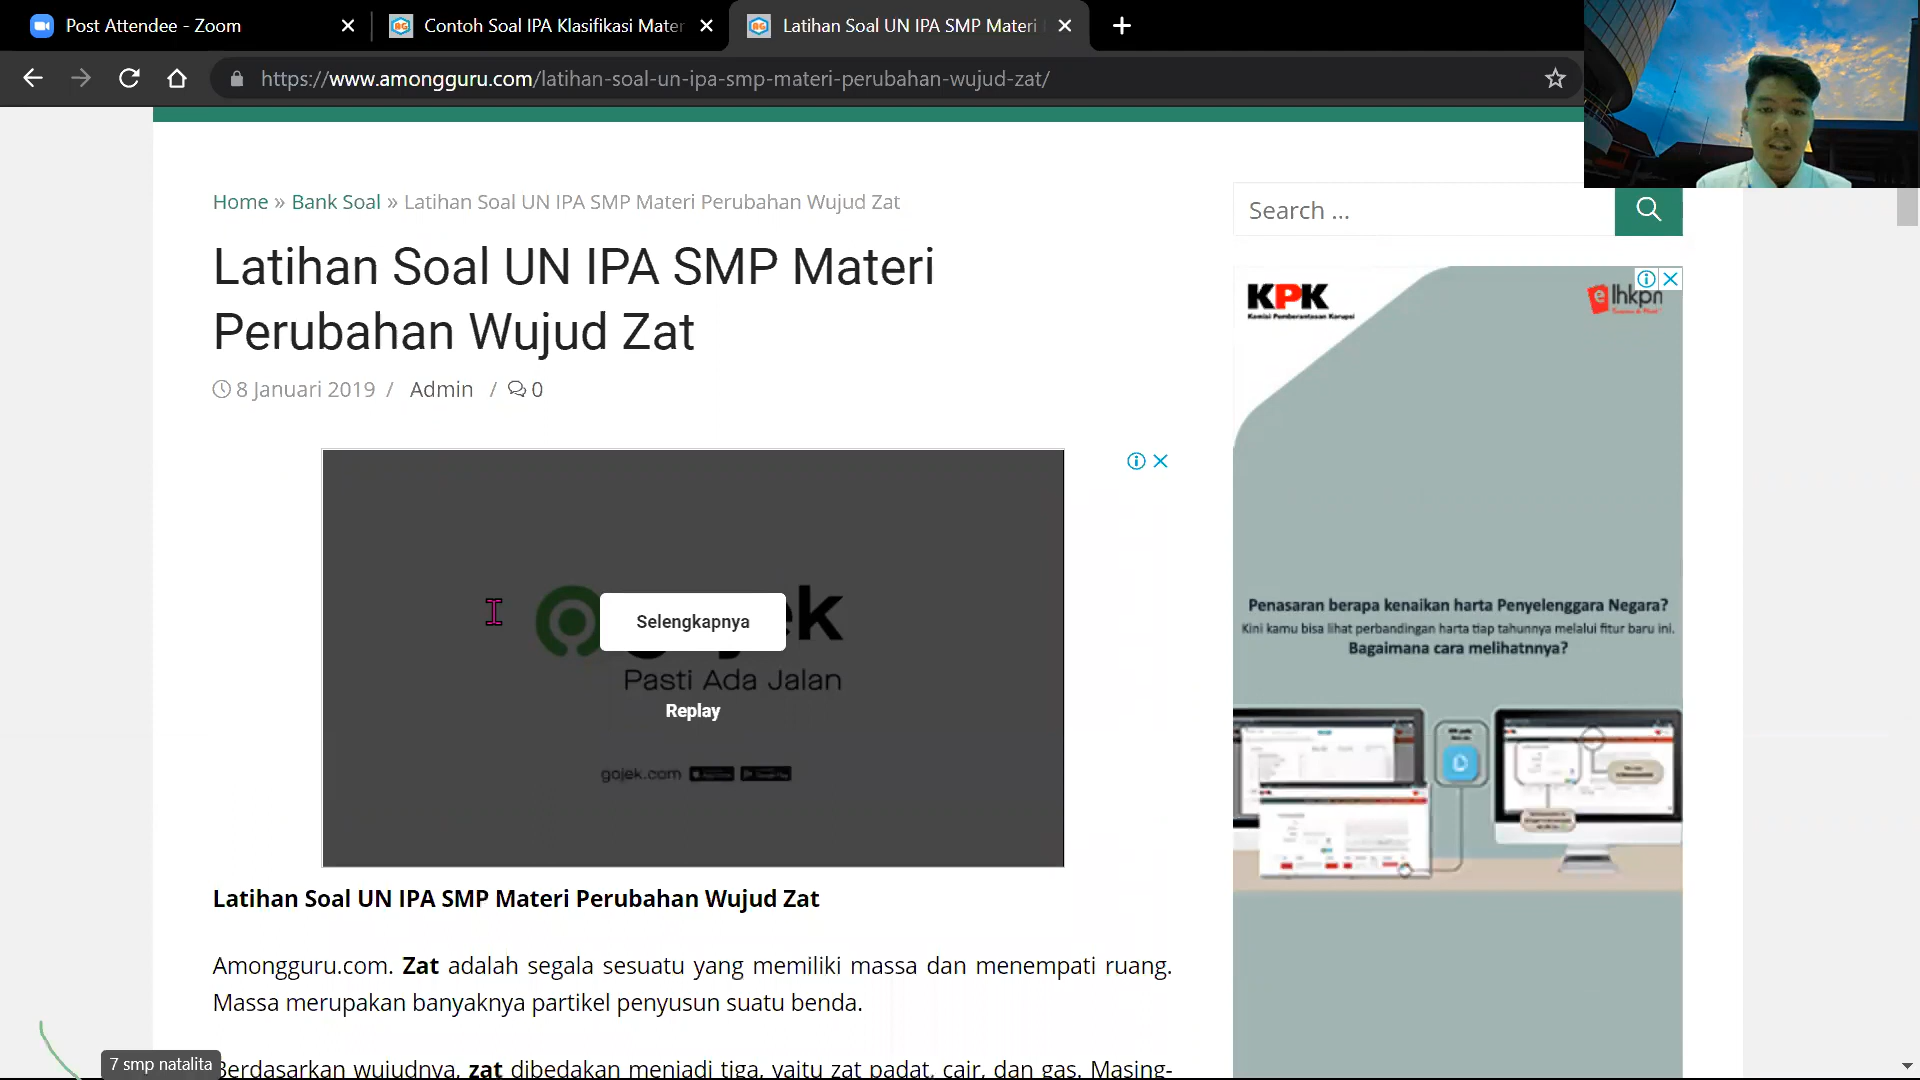 Post Attendee - Zoom
Contoh Soal IPA Klasifikasi Mater
Latihan Soal UN IPA SMP Materi
https://www.amongguru.com/latihan-soal-un-ipa-smp-materi-perubahan-wujud-zat/
Home » Bank Soal » Latihan Soal UN IPA SMP Materi Perubahan Wujud Zat
Search ...
Latihan Soal UN IPA SMP Materi
Perubahan Wujud Zat
8 Januari 2019 / Admin / 0
KPK
Komisi Pemberantasan Korupsi
elhkpn
Selengkapnya
Pasti Ada Jalan
Replay
gojek.com
Penasaran berapa kenaikan harta Penyelenggara Negara?
Kini kamu bisa lihat perbandingan harta tiap tahunnya melalui fitur baru ini.
Bagaimana cara melihatnnya?
Latihan Soal UN IPA SMP Materi Perubahan Wujud Zat
Amongguru.com. Zat adalah segala sesuatu yang memiliki massa dan menempati ruang.
Massa merupakan banyaknya partikel penyusun suatu benda.
7 smp natalita
Berdasarkan wujudnya, zat dibedakan menjadi tiga, yaitu zat padat, cair, dan gas. Masing-